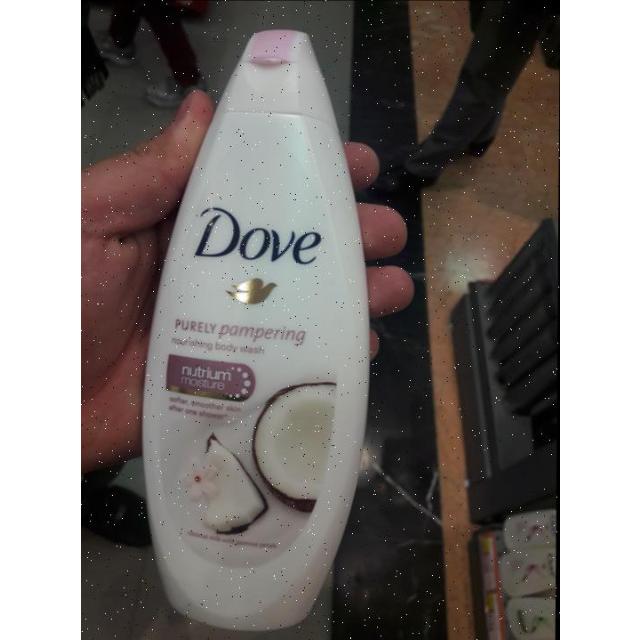 Dove
PURELY pampering
nourishing body wash
nutrium
moisture
softer, smoother skin
after one shower*